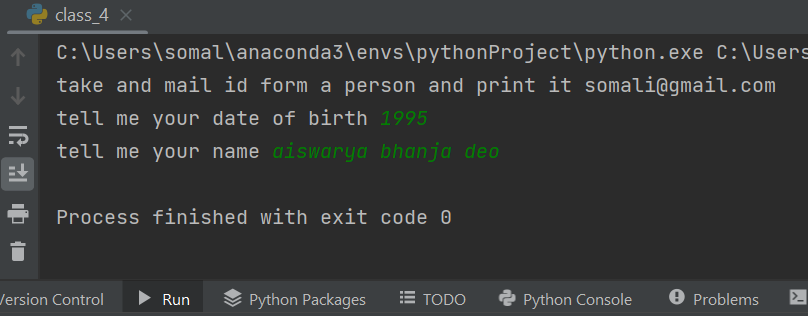 class_4
C:\Users\somal\anaconda3\envs\pythonProject\python.exe C:\Users
take and mail id form a person and print it somali@gmail.com
tell me your date of birth 1995
tell me your name aiswarya bhanja deo
Process finished with exit code 0
Version Control Run Python Packages TODO Python Console Problems